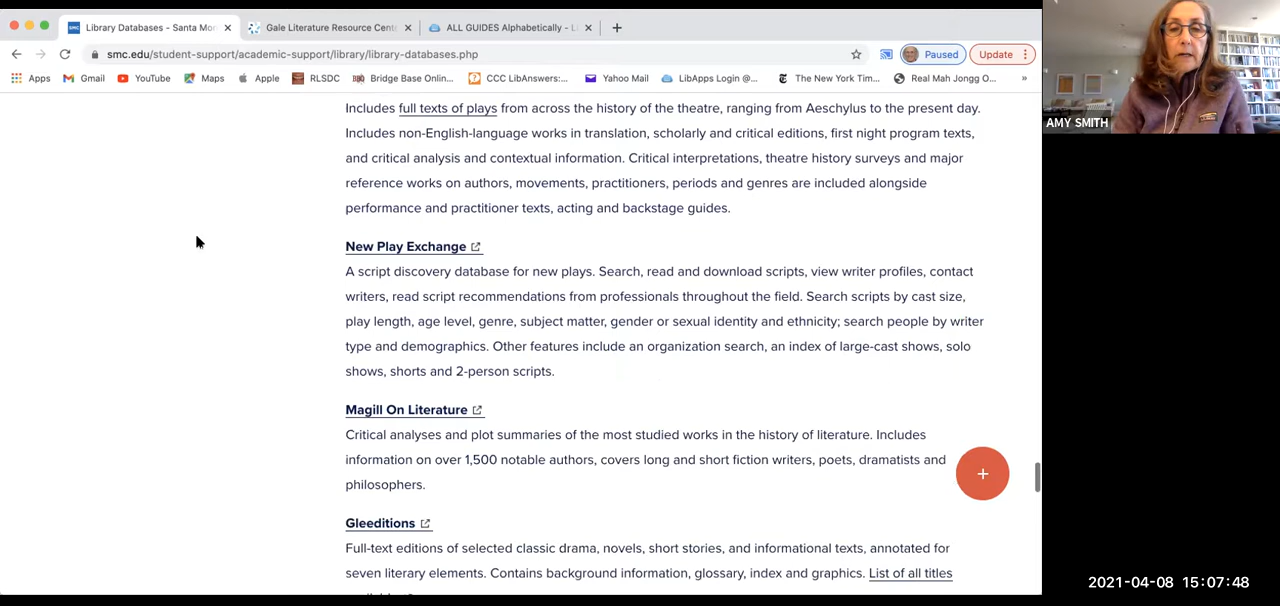 Library Databases - Santa Mon
Gale Literature Resource Cente
ALL GUIDES Alphabetically - Li
smc.edu/student-support/academic-support/library/library-databases.php
Paused
Update
Apps
Gmail
YouTube
Maps
Apple
RLSDC
Bridge Base Onlin...
CCC LibAnswers:...
Yahoo Mail
LibApps Login @...
The New York Tim...
Real Mah Jongg O...
»
AMY SMITH
Includes full texts of plays from across the history of the theatre, ranging from Aeschylus to the present day.
Includes non-English-language works in translation, scholarly and critical editions, first night program texts,
and critical analysis and contextual information. Critical interpretations, theatre history surveys and major
reference works on authors, movements, practitioners, periods and genres are included alongside
performance and practitioner texts, acting and backstage guides.
New Play Exchange
A script discovery database for new plays. Search, read and download scripts, view writer profiles, contact
writers, read script recommendations from professionals throughout the field. Search scripts by cast size,
play length, age level, genre, subject matter, gender or sexual identity and ethnicity; search people by writer
type and demographics. Other features include an organization search, an index of large-cast shows, solo
shows, shorts and 2-person scripts.
Magill On Literature
Critical analyses and plot summaries of the most studied works in the history of literature. Includes
information on over 1,500 notable authors, covers long and short fiction writers, poets, dramatists and
philosophers.
Gleeditions
Full-text editions of selected classic drama, novels, short stories, and informational texts, annotated for
seven literary elements. Contains background information, glossary, index and graphics. List of all titles
2021-04-08 15:07:48